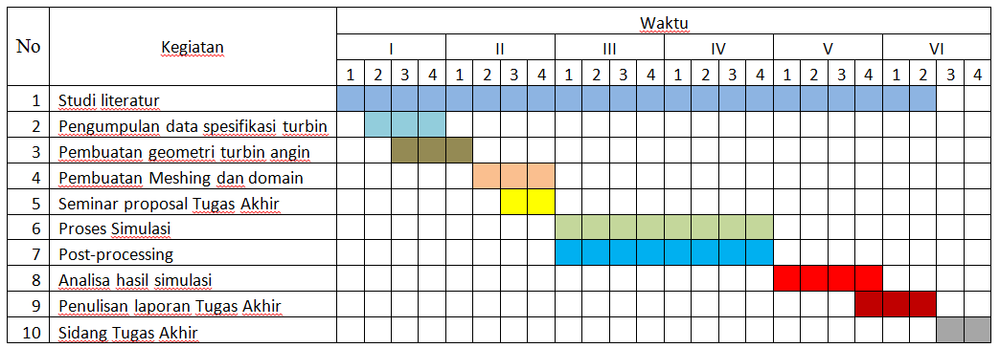 No Kegiatan Waktu
I II III IV V VI
1 2 3 4 1 2 3 4 1 2 3 4 1 2 3 4 1 2 3 4 1 2 3 4
1 Studi literatur
2 Pengumpulan data spesifikasi turbin
3 Pembuatan geometri turbin angin
4 Pembuatan Meshing dan domain
5 Seminar proposal Tugas Akhir
6 Proses Simulasi
7 Post-processing
8 Analisa hasil simulasi
9 Penulisan laporan Tugas Akhir
10 Sidang Tugas Akhir